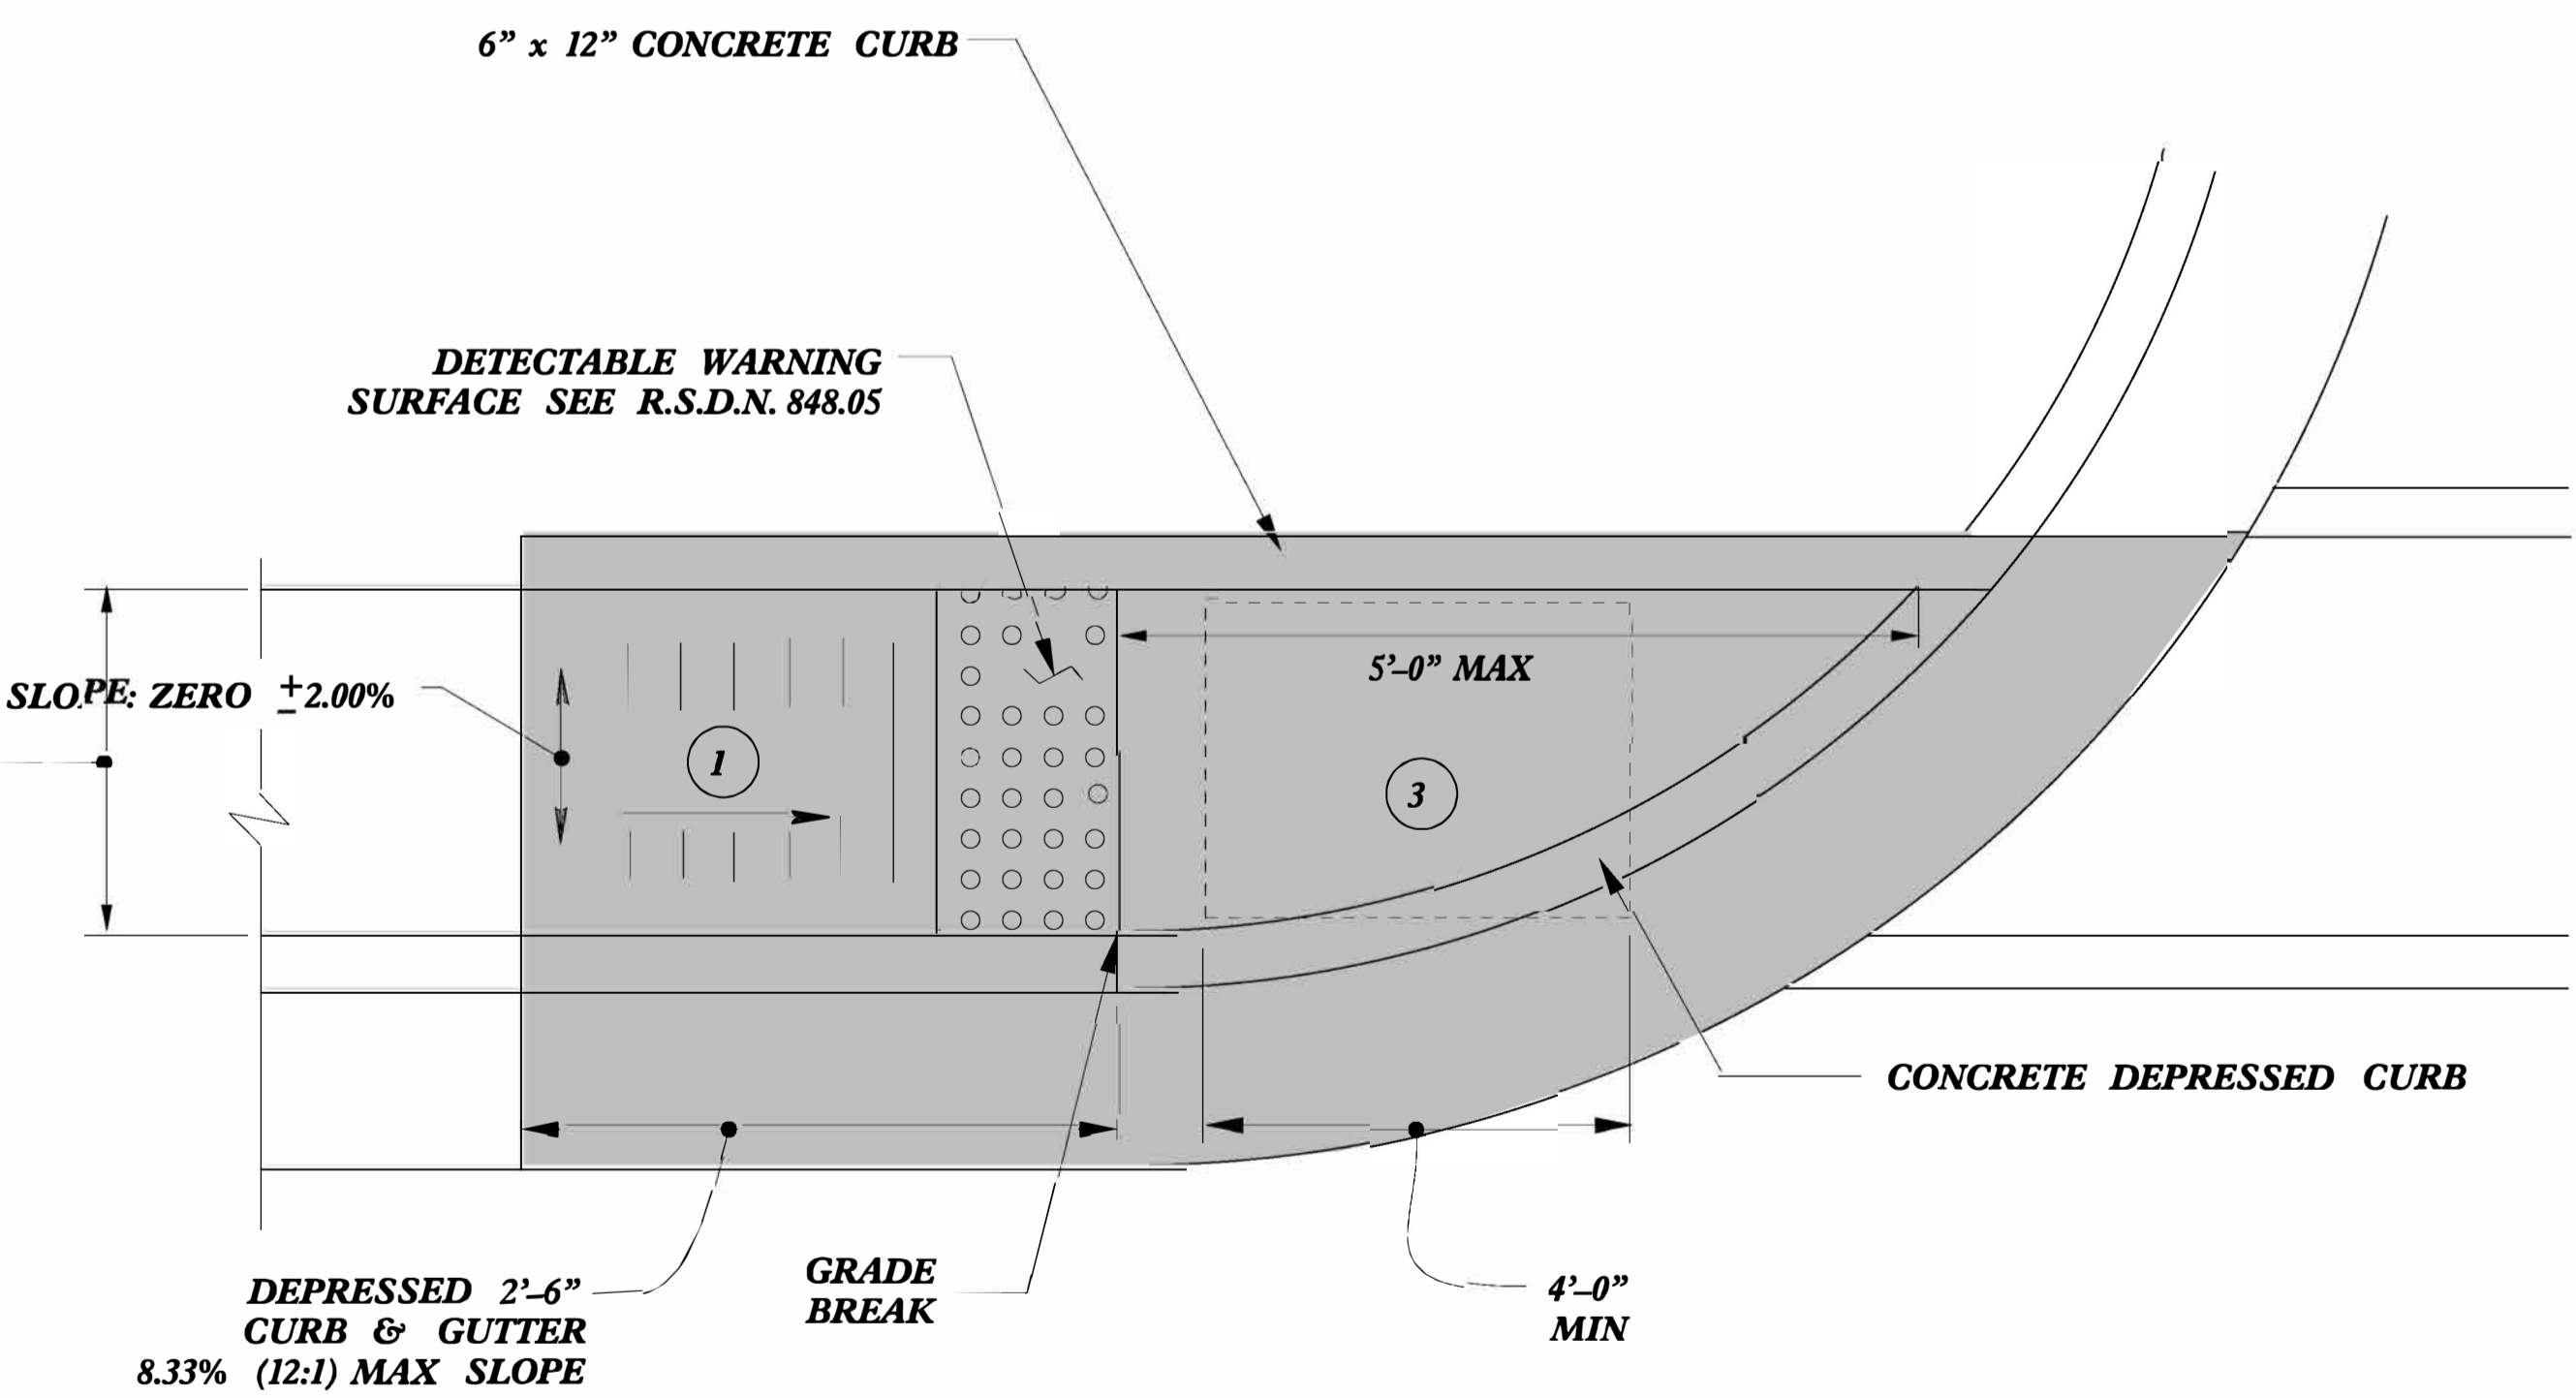 6” x 12” CONCRETE CURB
DETECTABLE WARNING
SURFACE SEE R.S.D.N. 848.05
5’–0” MAX
SLOPE: ZERO ±2.00%
1
3
CONCRETE DEPRESSED CURB
DEPRESSED 2’–6”
CURB & GUTTER
8.33% (12:1) MAX SLOPE
GRADE
BREAK
4’–0”
MIN